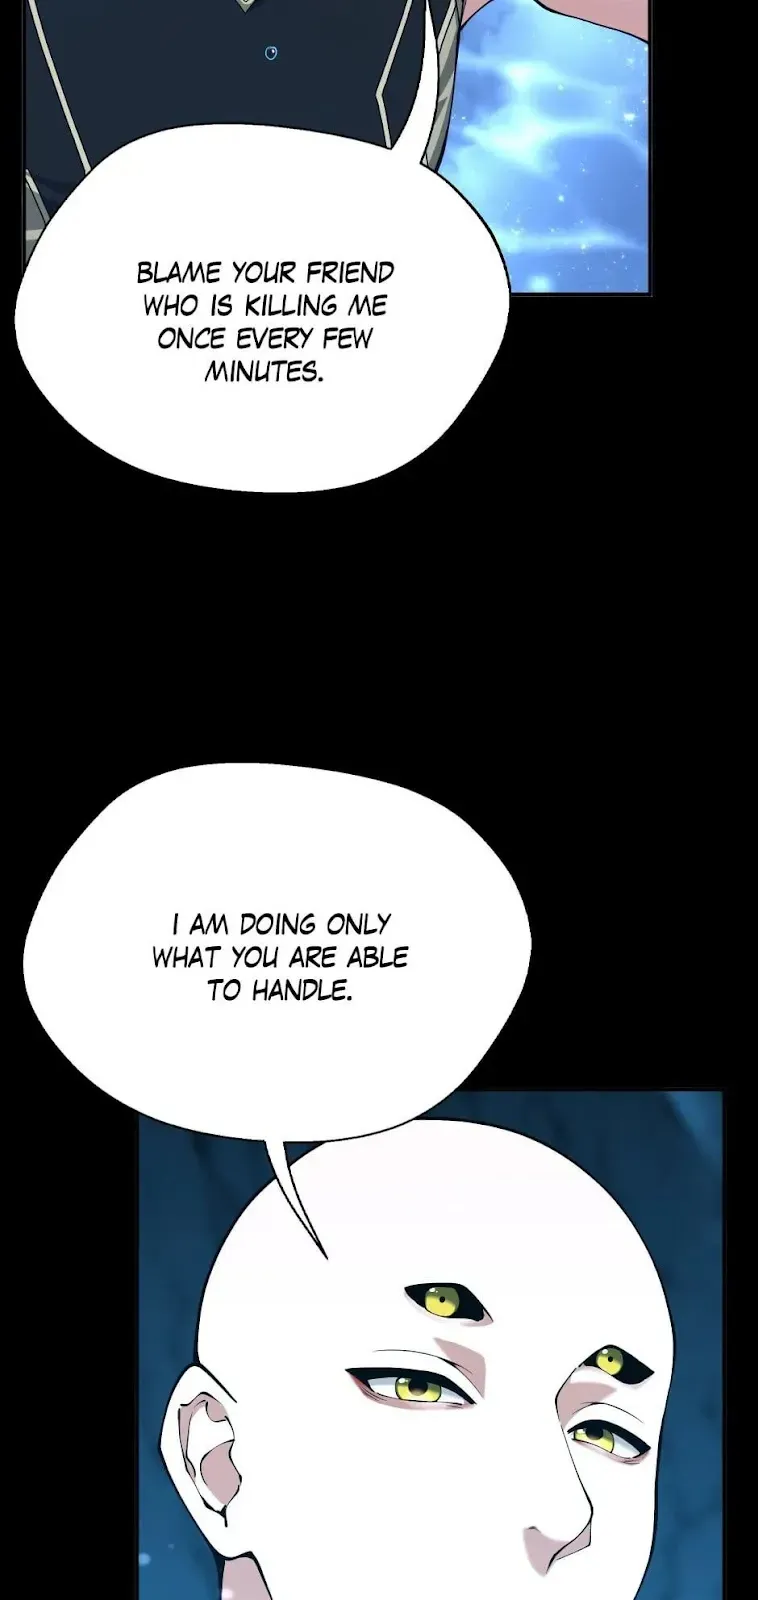 BLAME YOUR FRIEND
WHO IS KILLING ME
ONCE EVERY FEW
MINUTES.
I AM DOING ONLY
WHAT YOU ARE ABLE
TO HANDLE.